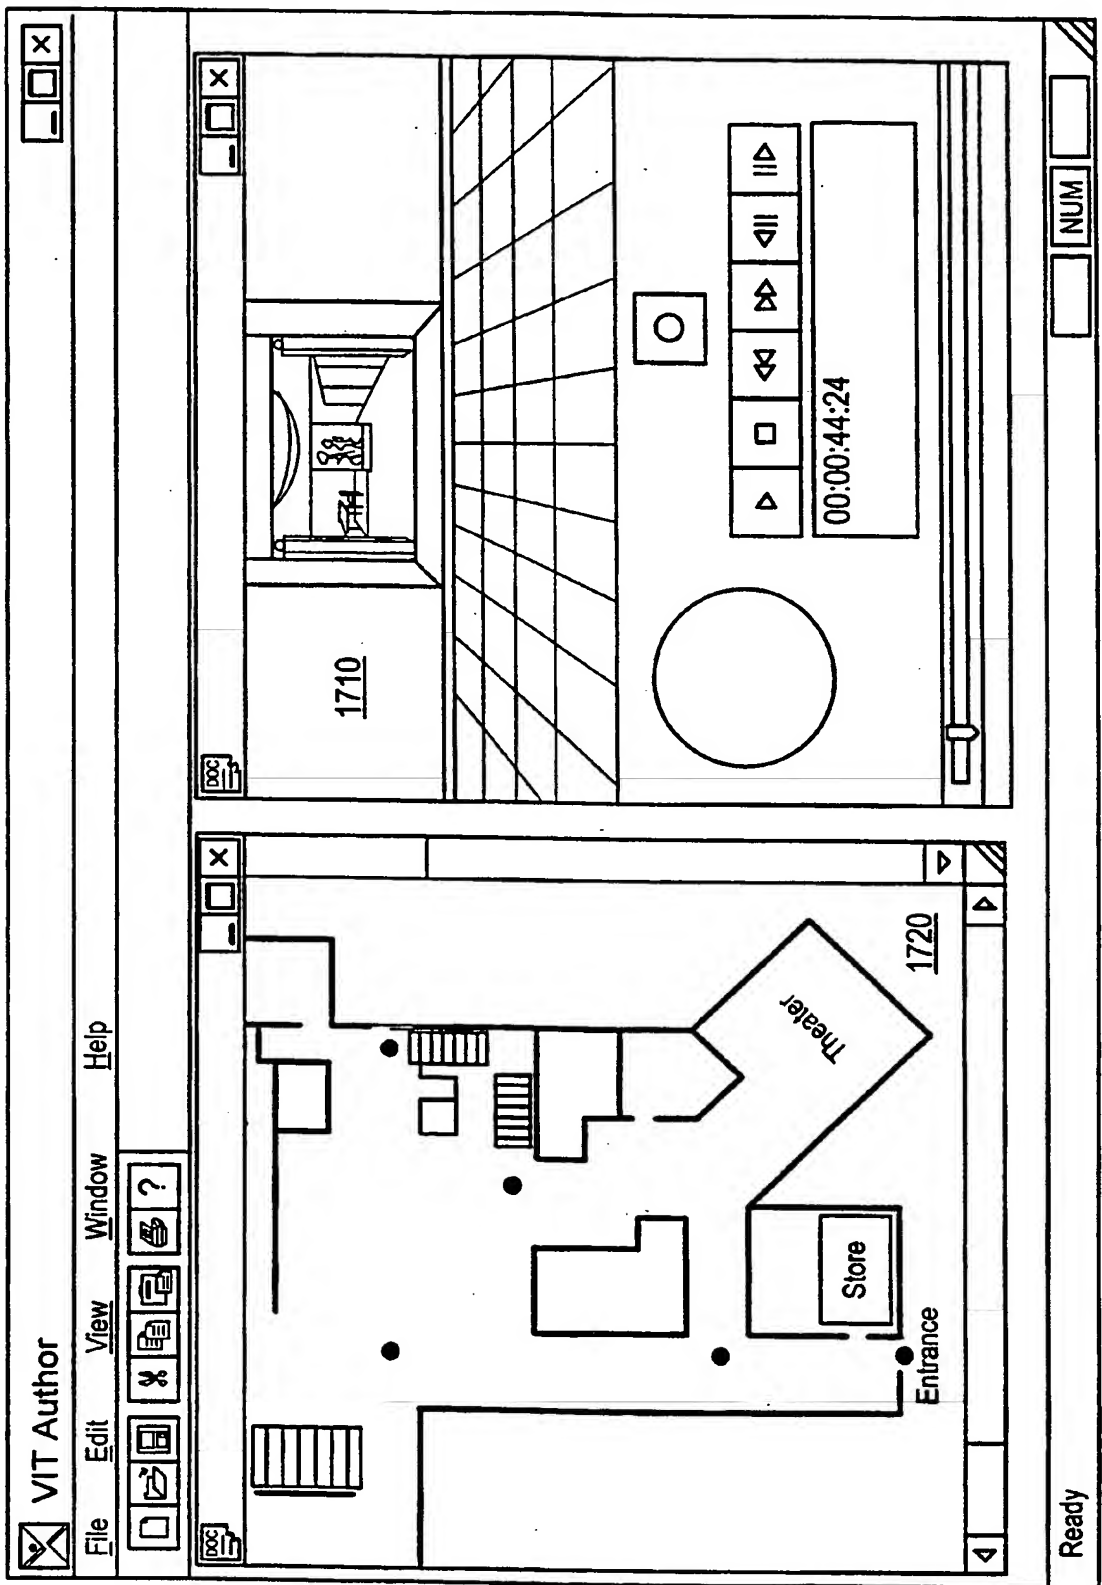 VIT Author
File Edit View Window Help
?
DOC
DOC
1710
00:00:44:24
Theater
Store
Entrance
1720
Ready
NUM